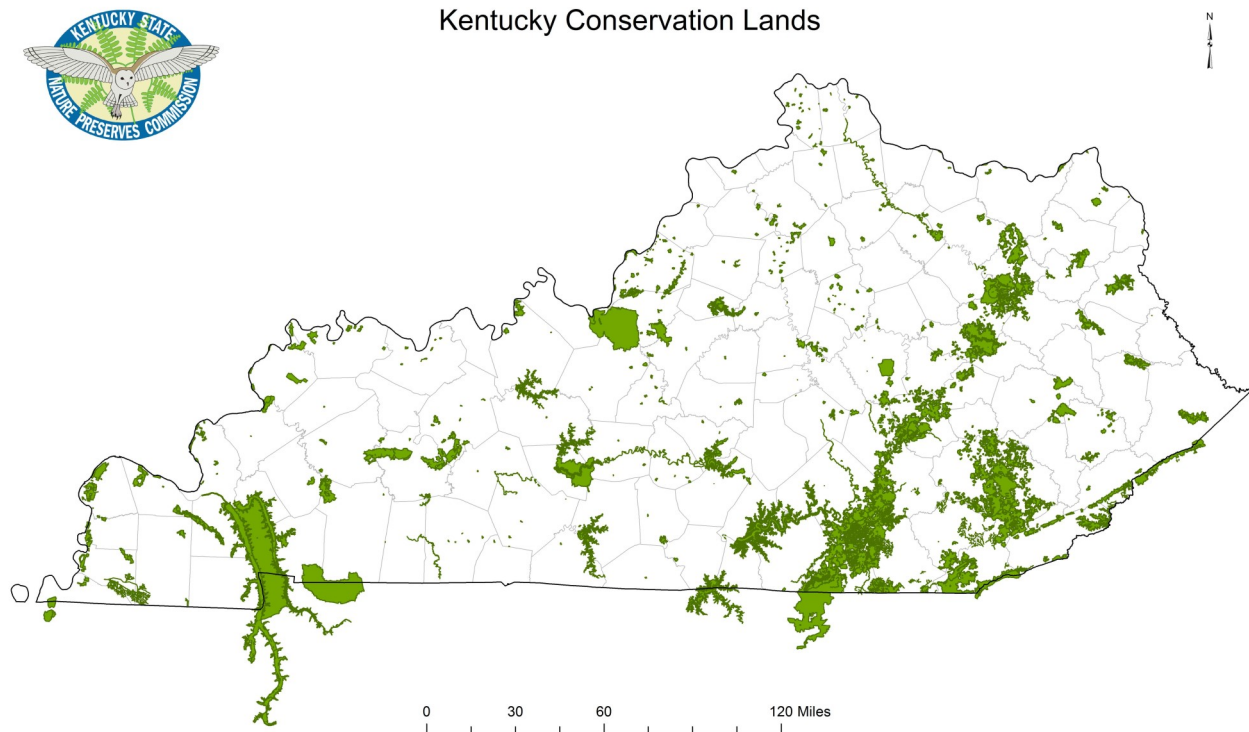 Kentucky Conservation Lands
KENTUCKY STATE
NATURE PRESERVES COMMISSION
N
0 30 60 120 Miles